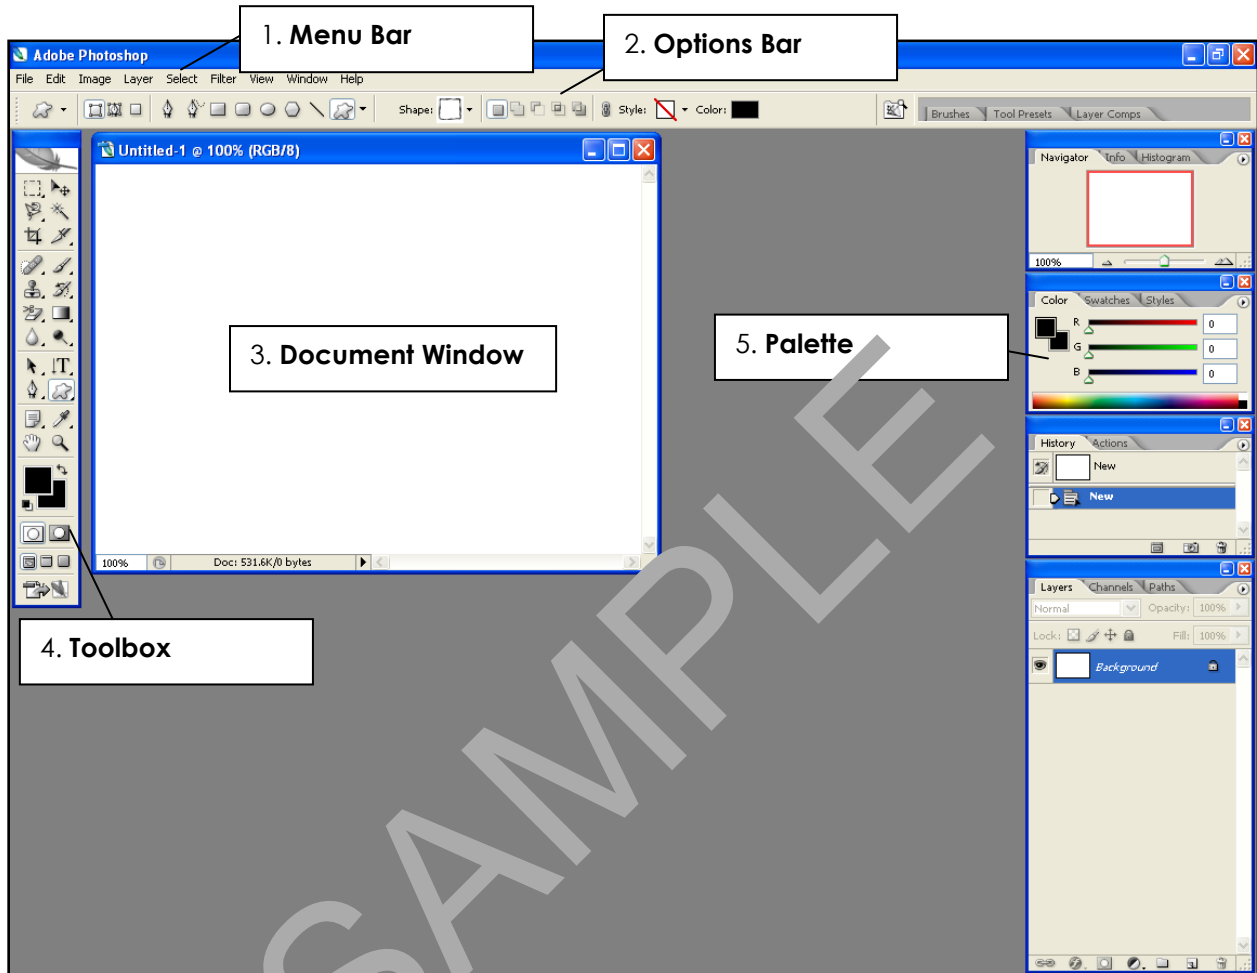 1. Menu Bar
2. Options Bar
Adobe Photoshop
File Edit Image Layer Select Filter View Window Help
Shape: Style: Color:
Brushes Tool Presets Layer Comps
Untitled-1 @ 100% (RGB/8)
Navigator Info Histogram
100%
Color Swatches Styles
R 0
G 0
B 0
3. Document Window
5. Palette
T
History Actions
New
New
100% Doc: 531.6K/0 bytes
Layers Channels Paths
Normal Opacity: 100%
Lock: Fill: 100%
Background
4. Toolbox
SAMPLE